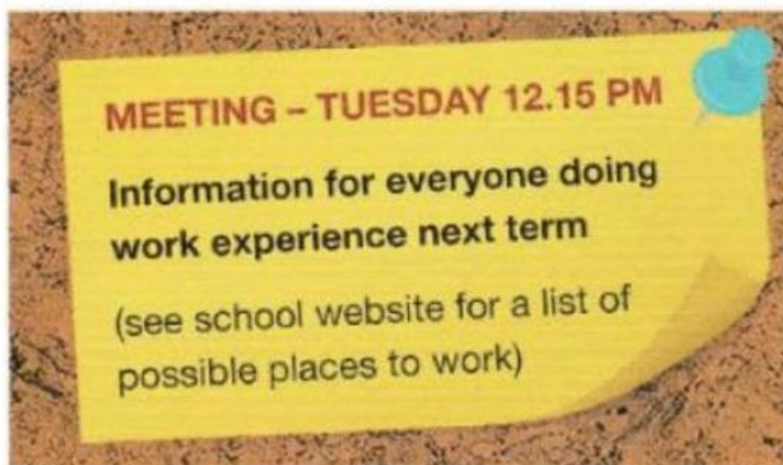 MEETING – TUESDAY 12.15 PM
Information for everyone doing
work experience next term
(see school website for a list of
possible places to work)